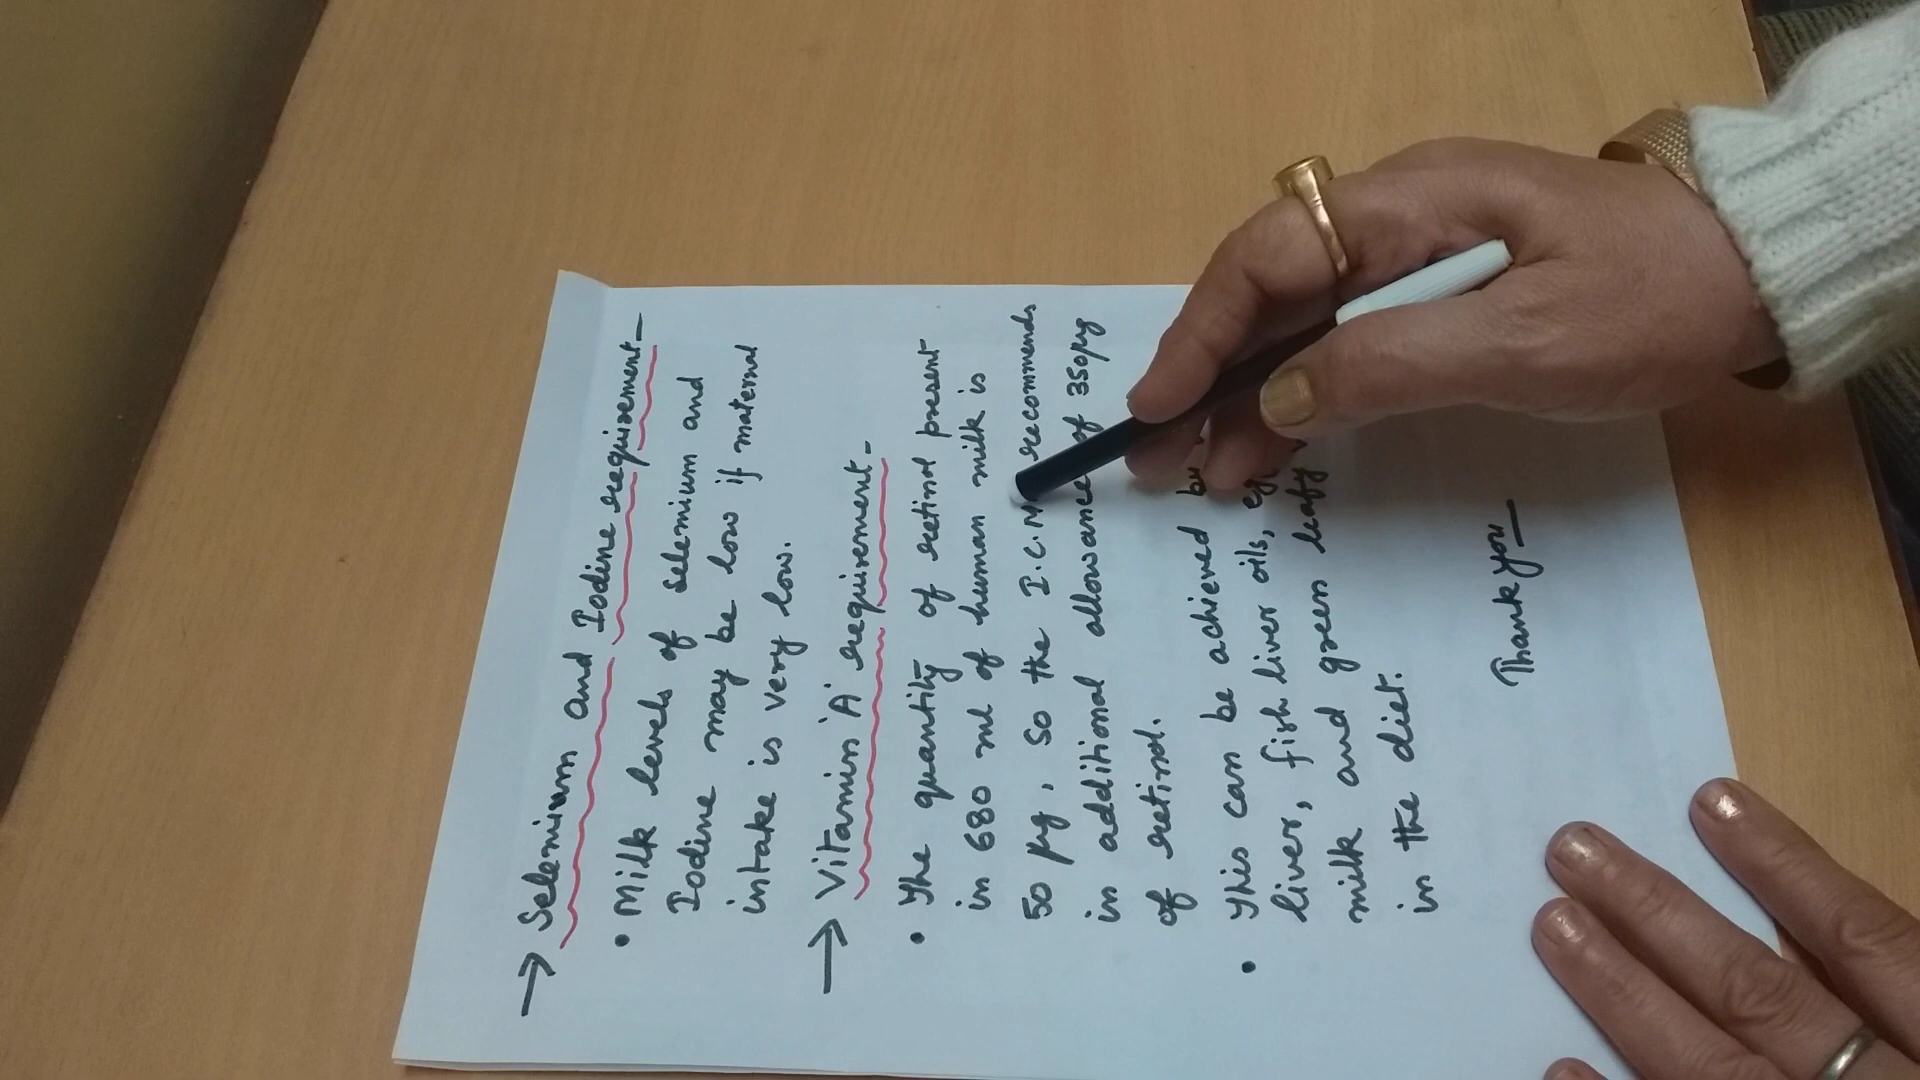 → Selenium and Iodine requirement-
• Milk levels of selenium and
Iodine may be low if maternal
intake is very low.
→ Vitamin 'A' requirement-
• The quantity of retinol present
in 680 ml of human milk is
50 μg, so the I.C.M recommends
in additional allowance of 350μg
of retinol.
• This can be achieved
liver, fish liver oils,
milk and green leafy
in the diet.
Thank you